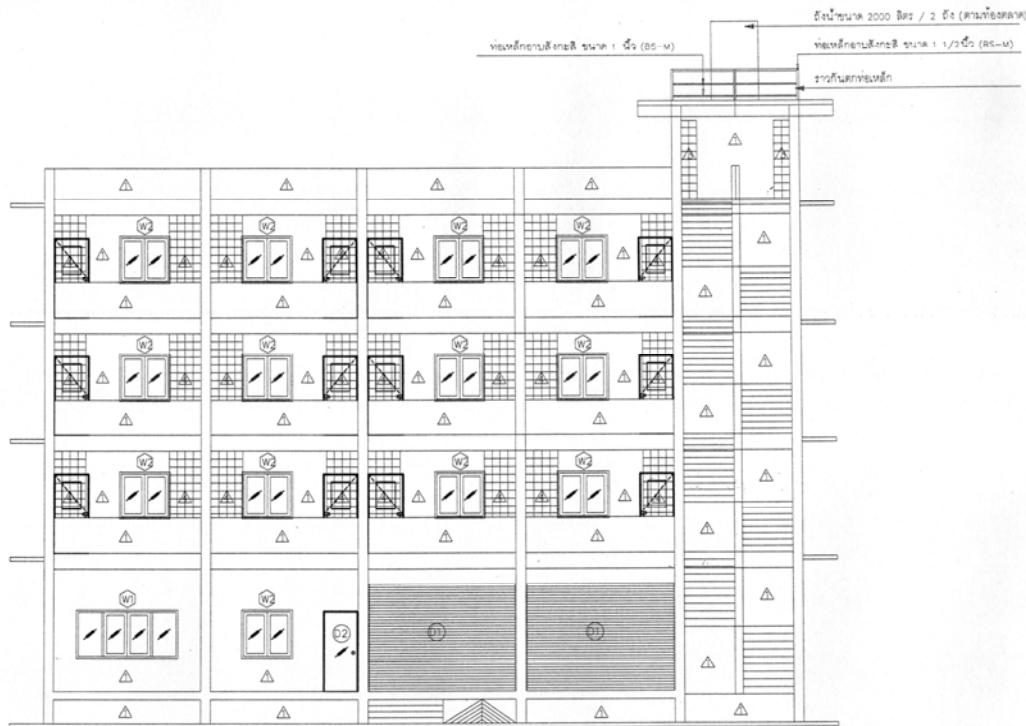 ถังน้ำขนาด 2000 ลิตร / 2 ถัง (ตามท้องตลาด)
ท่อเหล็กอาบสังกะสี ขนาด 1 นิ้ว (BS-M)
ท่อเหล็กอาบสังกะสี ขนาด 1 1/2นิ้ว (BS-M)
ราวกันตกท่อเหล็ก
W2 W2 W2 W2
W2 W2 W2 W2
W2 W2 W2 W2
W1 W2 D2 D1 D1